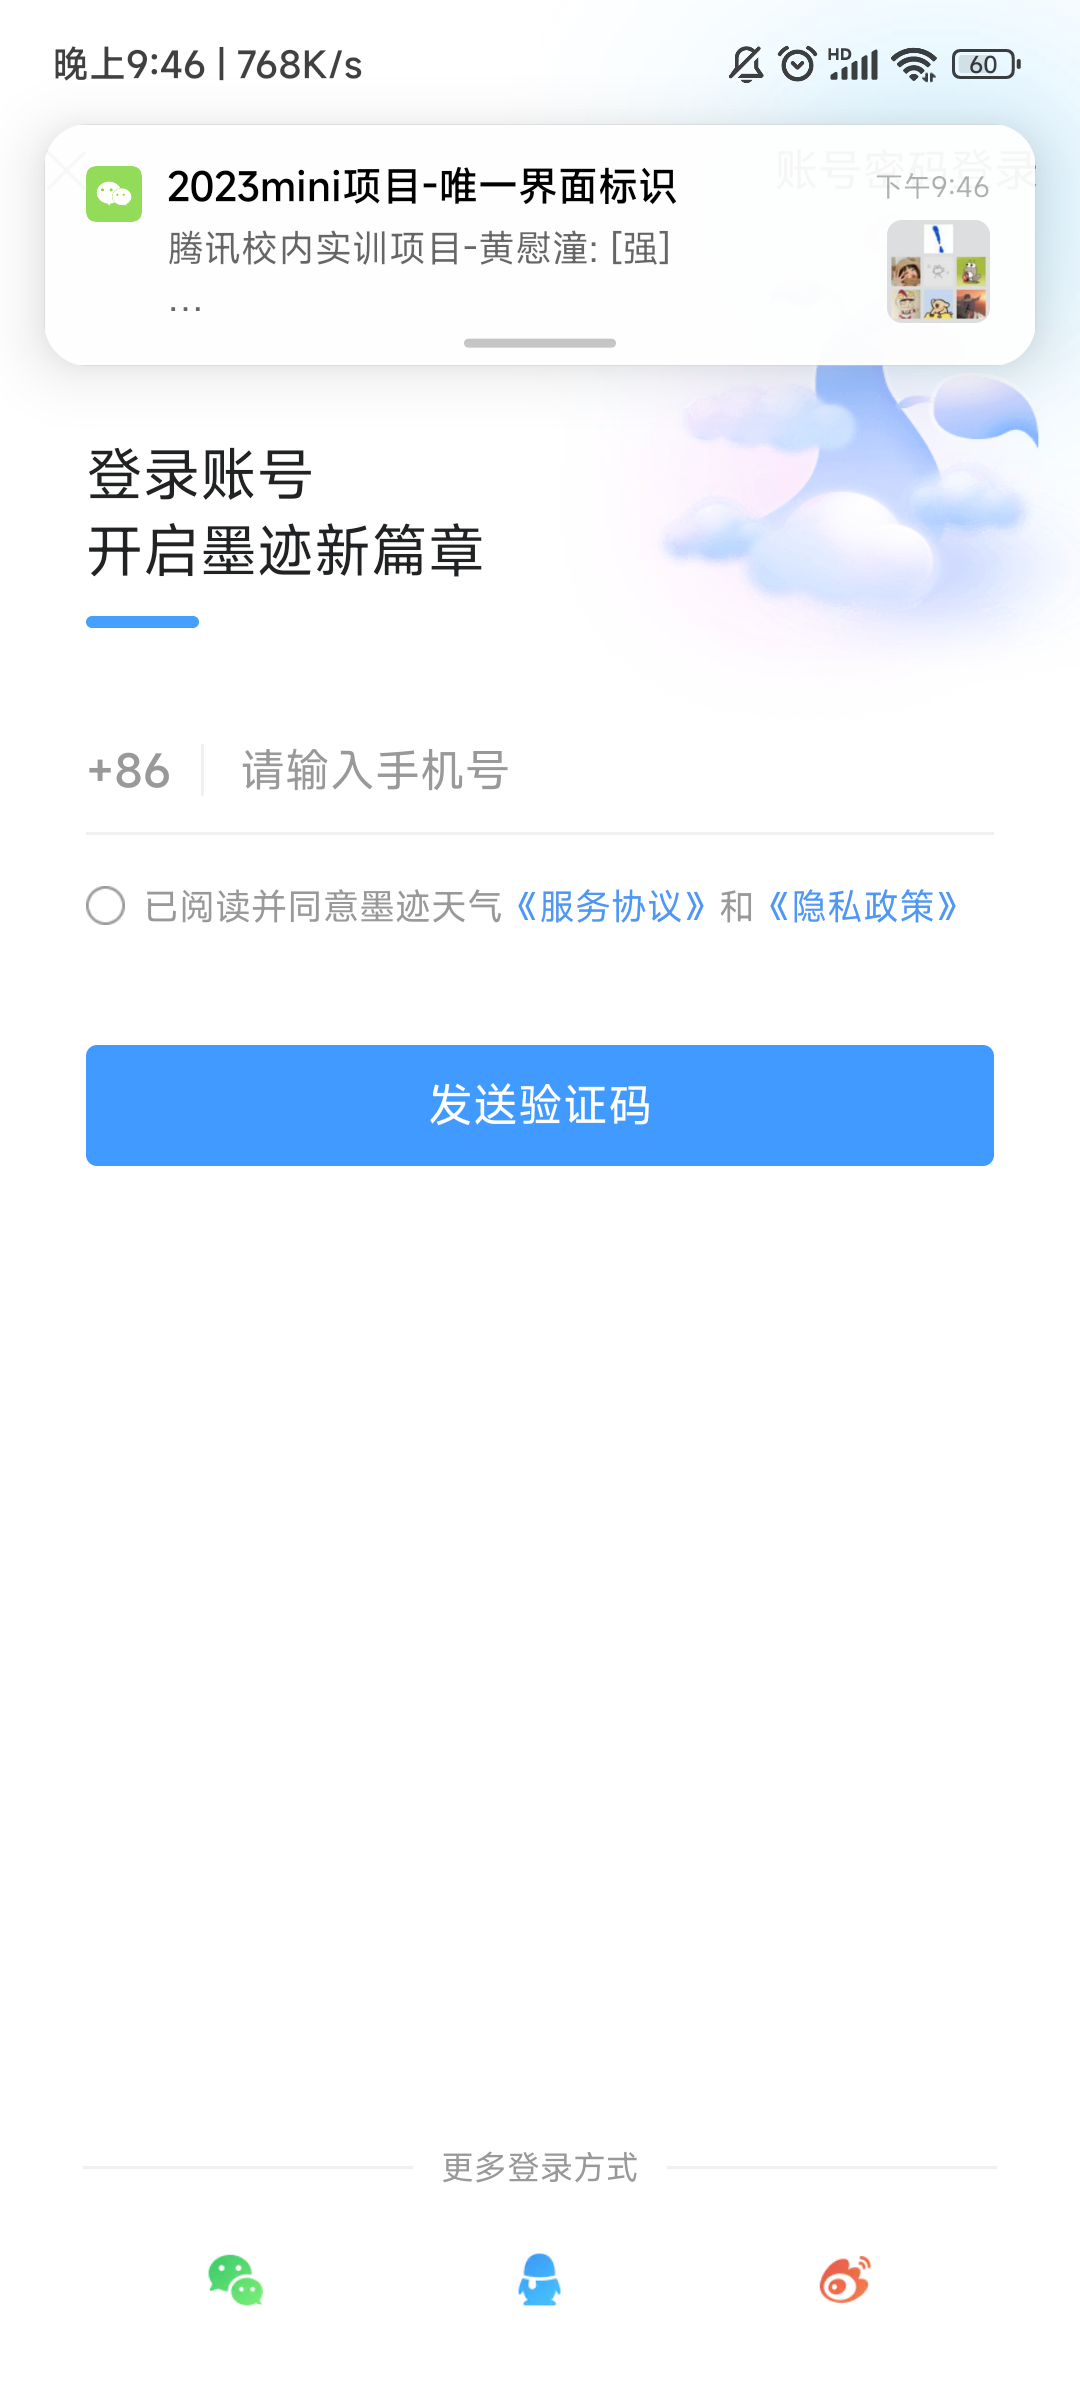 晚上9:46 | 768K/s
HD
60
2023mini项目-唯一界面标识
账号密码登录
下午9:46
腾讯校内实训项目-黄慰潼: [强]
...
登录账号
开启墨迹新篇章
+86 请输入手机号
已阅读并同意墨迹天气《服务协议》和《隐私政策》
发送验证码
更多登录方式